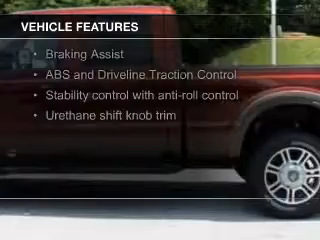 VEHICLE FEATURES
• Braking Assist
• ABS and Driveline Traction Control
• Stability control with anti-roll control
• Urethane shift knob trim